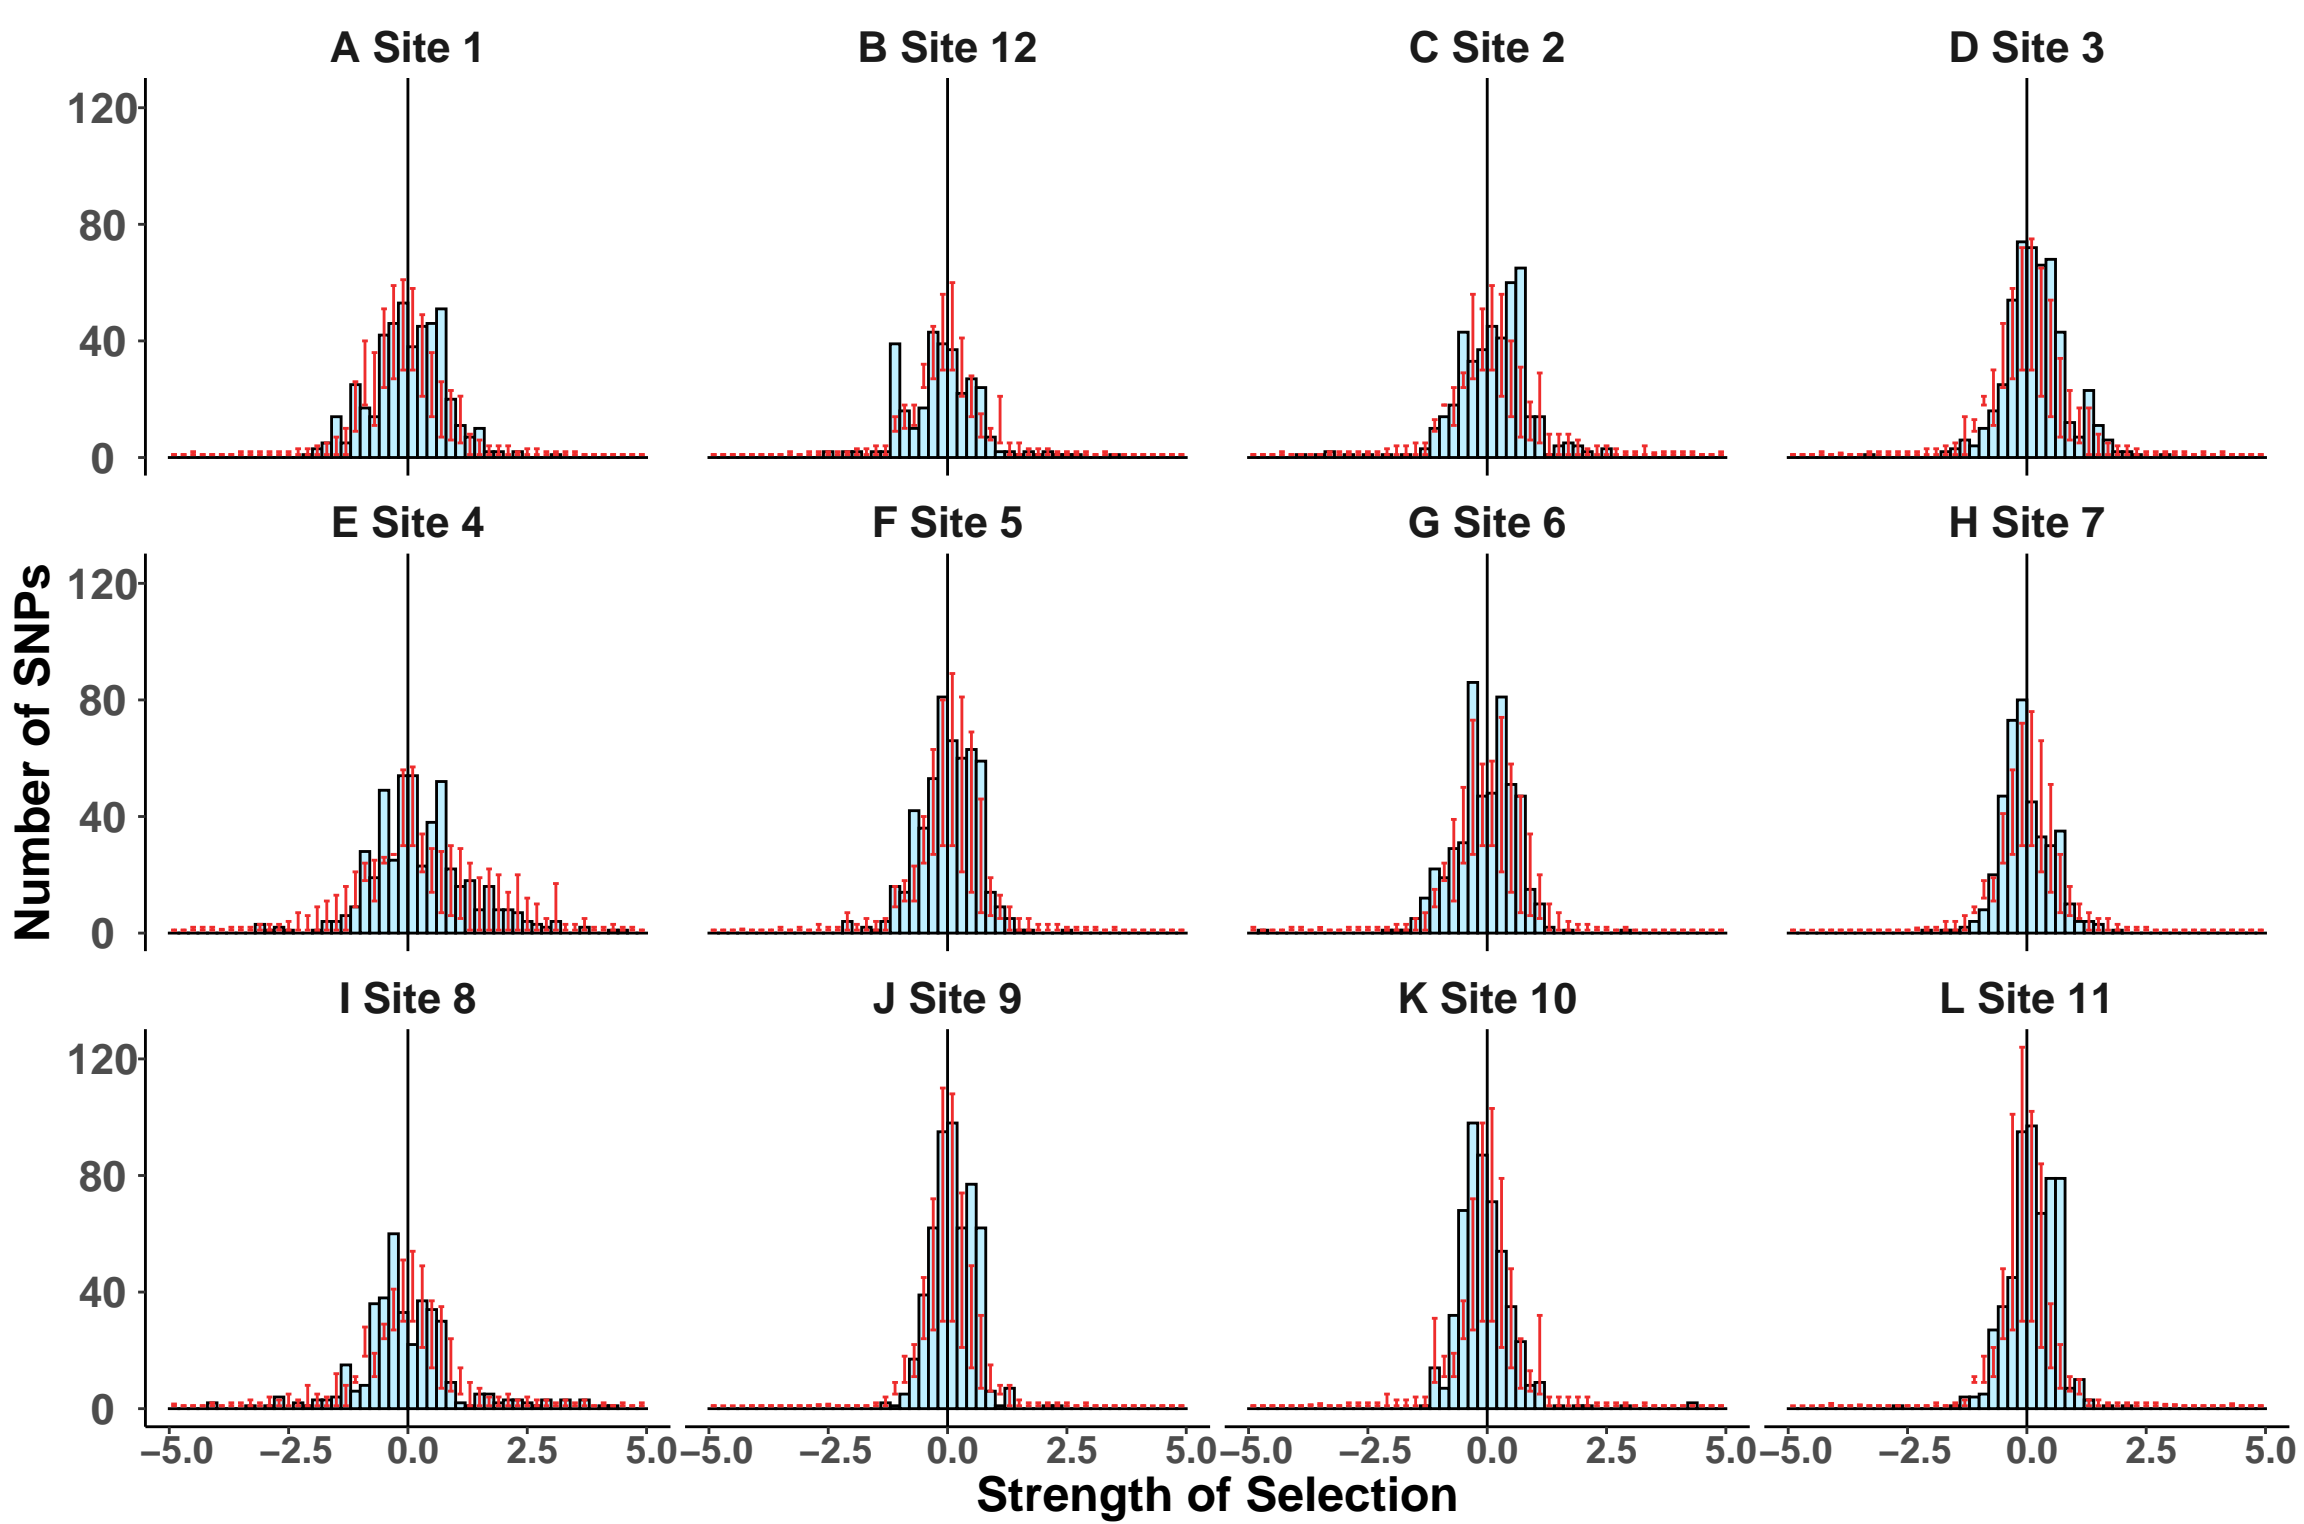 A Site 1
B Site 12
C Site 2
D Site 3
120
80
40
0
E Site 4
F Site 5
G Site 6
H Site 7
120
80
40
0
Number of SNPs
I Site 8
J Site 9
K Site 10
L Site 11
120
80
40
0
−5.0 −2.5 0.0 2.5 5.0 −5.0 −2.5 0.0 2.5 5.0 −5.0 −2.5 0.0 2.5 5.0 −5.0 −2.5 0.0 2.5 5.0
Strength of Selection